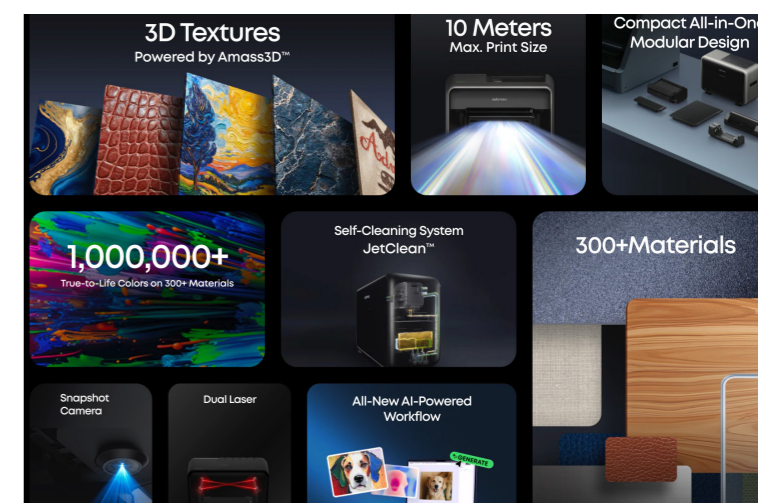 3D Textures
Powered by Amass3D™
10 Meters
Max. Print Size
Compact All-in-One
Modular Design
1,000,000+
True-to-Life Colors on 300+ Materials
Self-Cleaning System
JetClean™
300+Materials
Snapshot
Camera
Dual Laser
All-New AI-Powered
Workflow
GENERATE